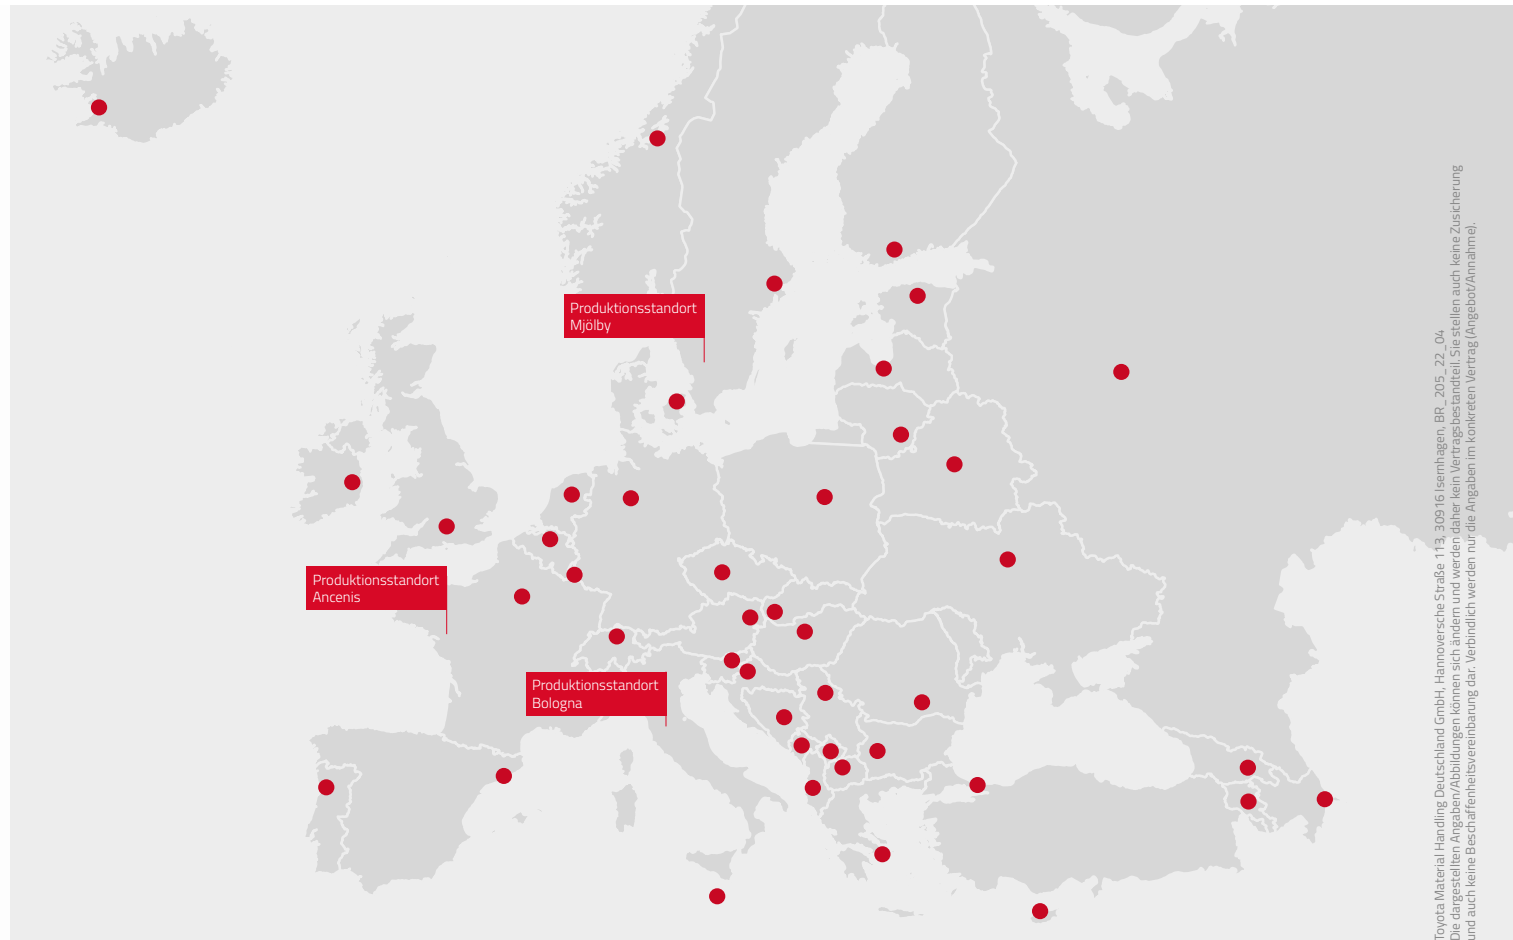 Produktionsstandort
Mjölby
Produktionsstandort
Ancenis
Produktionsstandort
Bologna
Toyota Material Handling Deutschland GmbH, Hannoversche Straße 113, 30916 Isernhagen, BR_205_22_04
Die dargestellten Angaben/Abbildungen können sich ändern und werden daher kein Vertragsbestandteil. Sie stellen auch keine Zusicherung
und auch keine Beschaffenheitsvereinbarung dar. Verbindlich werden nur die Angaben im konkreten Vertrag (Angebot/Annahme).